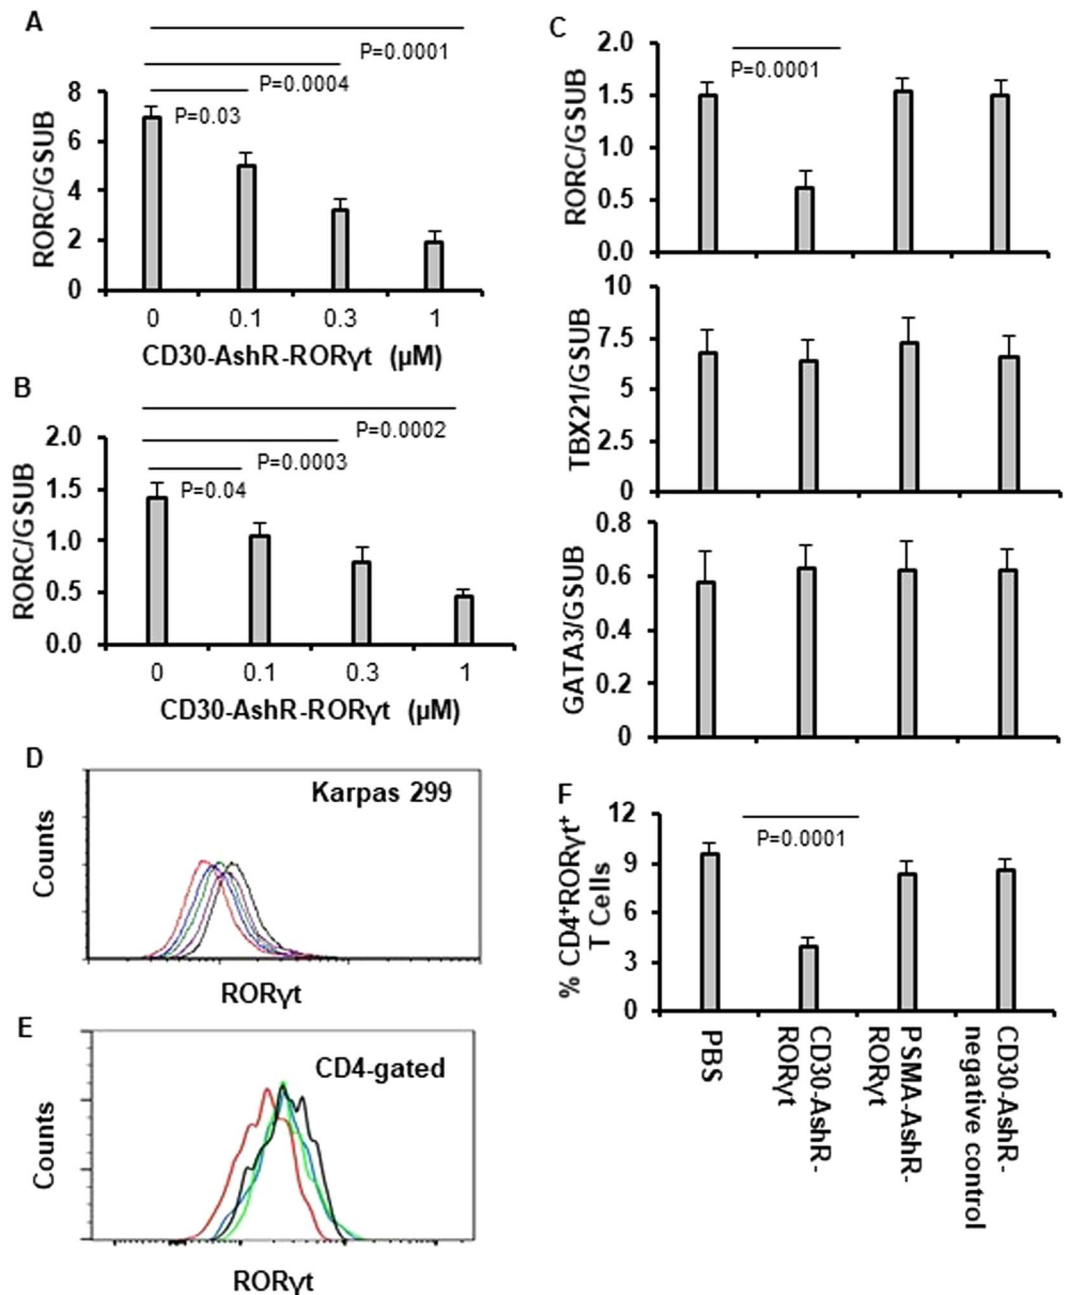 A
P=0.0001
P=0.0004
P=0.03
RORC/GSUB
8
6
4
2
0
0 0.1 0.3 1
CD30-AshR-RORγt (μM)
B
P=0.0002
P=0.0003
P=0.04
RORC/GSUB
2.0
1.5
1.0
0.5
0.0
0 0.1 0.3 1
CD30-AshR-RORγt (μM)
C
P=0.0001
RORC/GSUB
2.0
1.5
1.0
0.5
0.0
TBX21/GSUB
10
7.5
5
2.5
0
GATA3/GSUB
0.8
0.6
0.4
0.2
0
D
Karpas 299
Counts
RORγt
E
CD4-gated
Counts
RORγt
F
P=0.0001
% CD4⁺RORγt⁺
T Cells
12
9
6
3
0
PBS
CD30-AshR-
RORγt
PSMA-AshR-
RORγt
CD30-AshR-
negative control